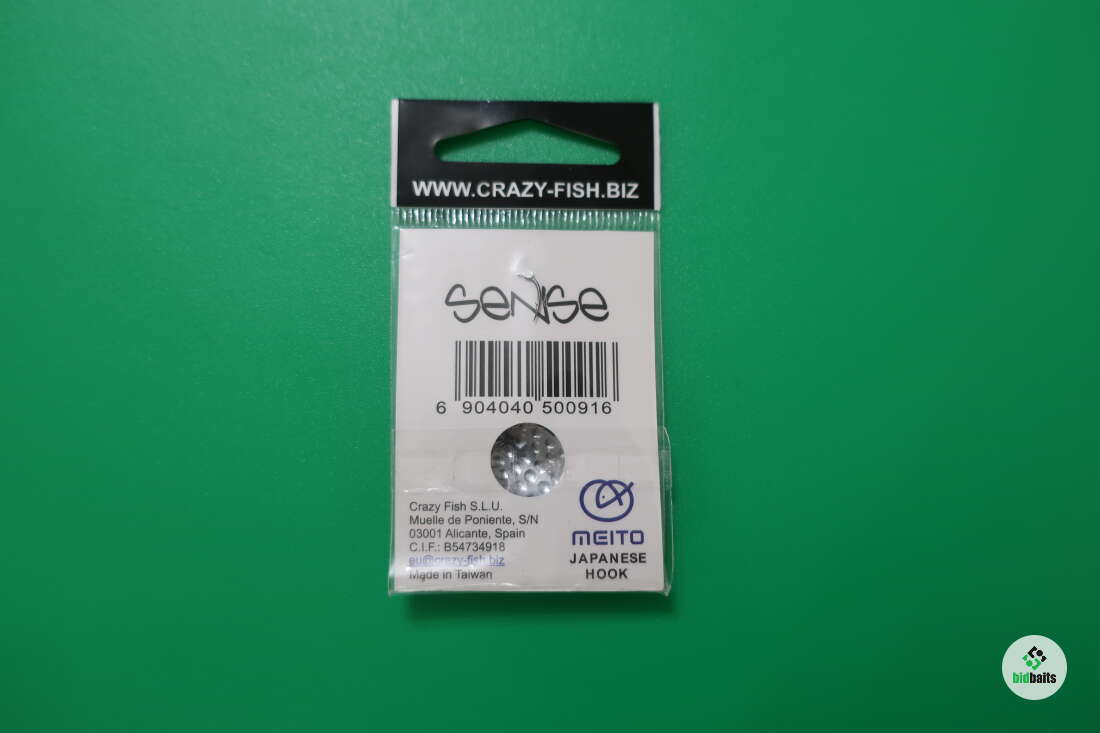 WWW.CRAZY-FISH.BIZ
SeNSe
6 904040 500916
Crazy Fish S.L.U.
Muelle de Poniente, S/N
03001 Alicante, Spain
C.I.F.: B54734918
eu@crazy-fish.biz
Made in Taiwan
MEITO
JAPANESE
HOOK
bidbaits